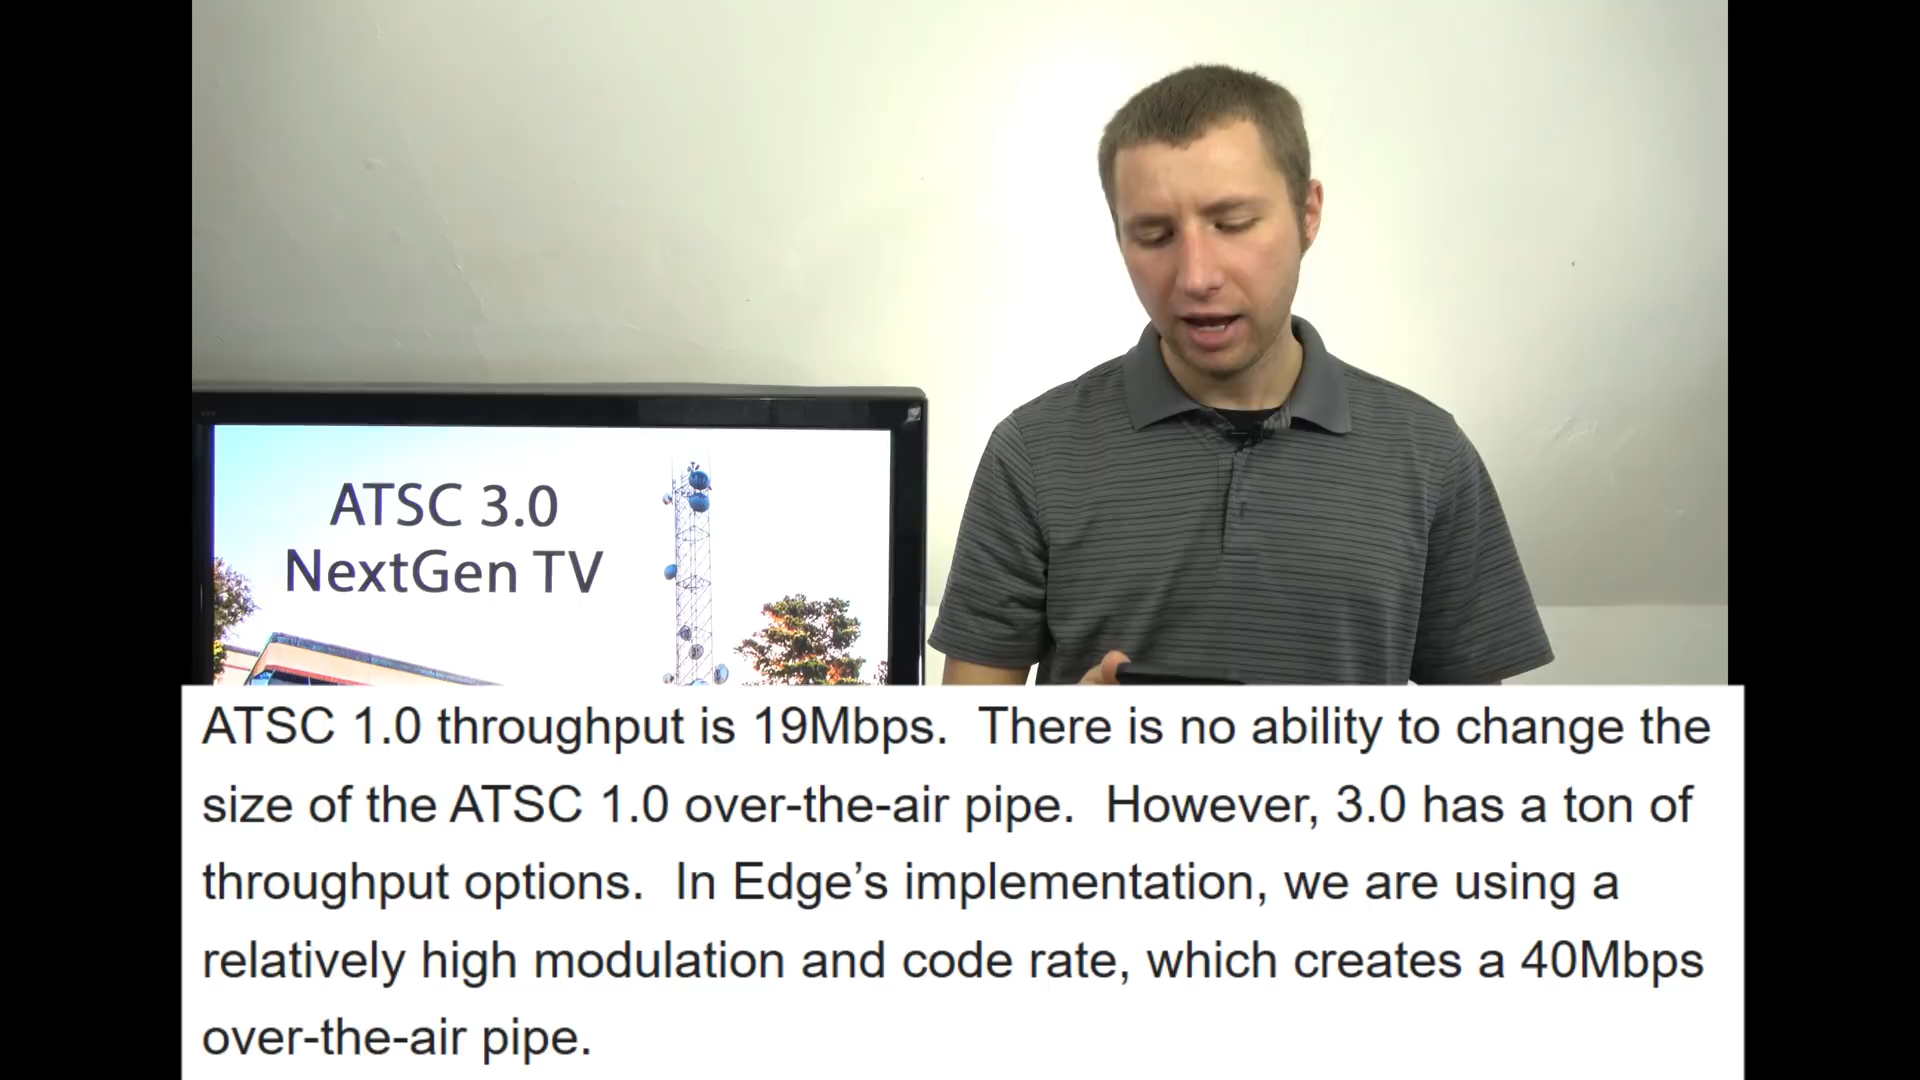 ATSC 3.0
NextGen TV
ATSC 1.0 throughput is 19Mbps.  There is no ability to change the
size of the ATSC 1.0 over-the-air pipe.  However, 3.0 has a ton of
throughput options.  In Edge’s implementation, we are using a
relatively high modulation and code rate, which creates a 40Mbps
over-the-air pipe.